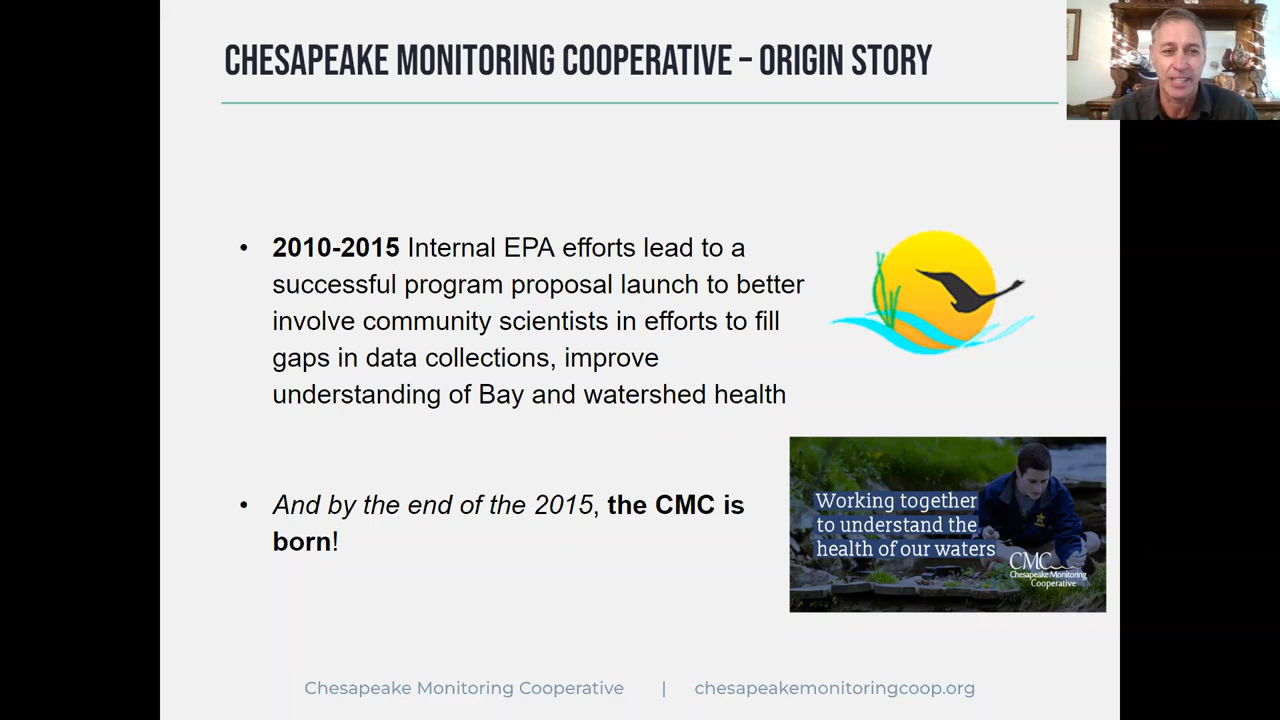 CHESAPEAKE MONITORING COOPERATIVE – ORIGIN STORY
• 2010-2015 Internal EPA efforts lead to a
successful program proposal launch to better
involve community scientists in efforts to fill
gaps in data collections, improve
understanding of Bay and watershed health
• And by the end of the 2015, the CMC is
born!
Working together
to understand the
health of our waters
CMC
Chesapeake Monitoring
Cooperative
Chesapeake Monitoring Cooperative | chesapeakemonitoringcoop.org